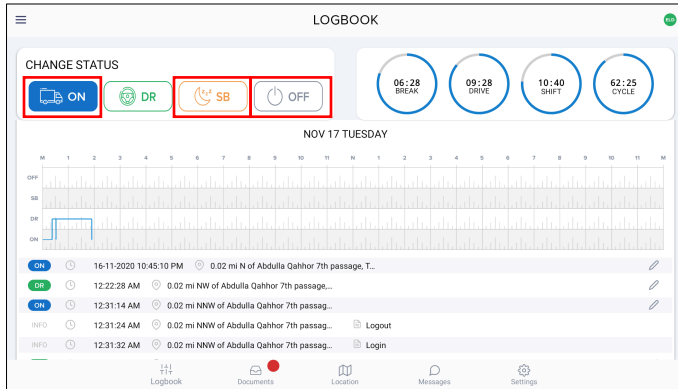 LOGBOOK
ELD
CHANGE STATUS
ON
DR
SB
OFF
06:28
BREAK
09:28
DRIVE
10:40
SHIFT
62:25
CYCLE
NOV 17 TUESDAY
M 1 2 3 4 5 6 7 8 9 10 11 N 1 2 3 4 5 6 7 8 9 10 11 M
OFF
SB
DR
ON
ON 16-11-2020 10:45:10 PM 0.02 mi N of Abdulla Qahhor 7th passage, T...
DR 12:22:28 AM 0.02 mi NW of Abdulla Qahhor 7th passage,...
ON 12:31:14 AM 0.02 mi NNW of Abdulla Qahhor 7th passag...
INFO 12:31:24 AM 0.02 mi NNW of Abdulla Qahhor 7th passag... Logout
INFO 12:31:32 AM 0.02 mi NNW of Abdulla Qahhor 7th passag... Login
Logbook
Documents
Location
Messages
Settings